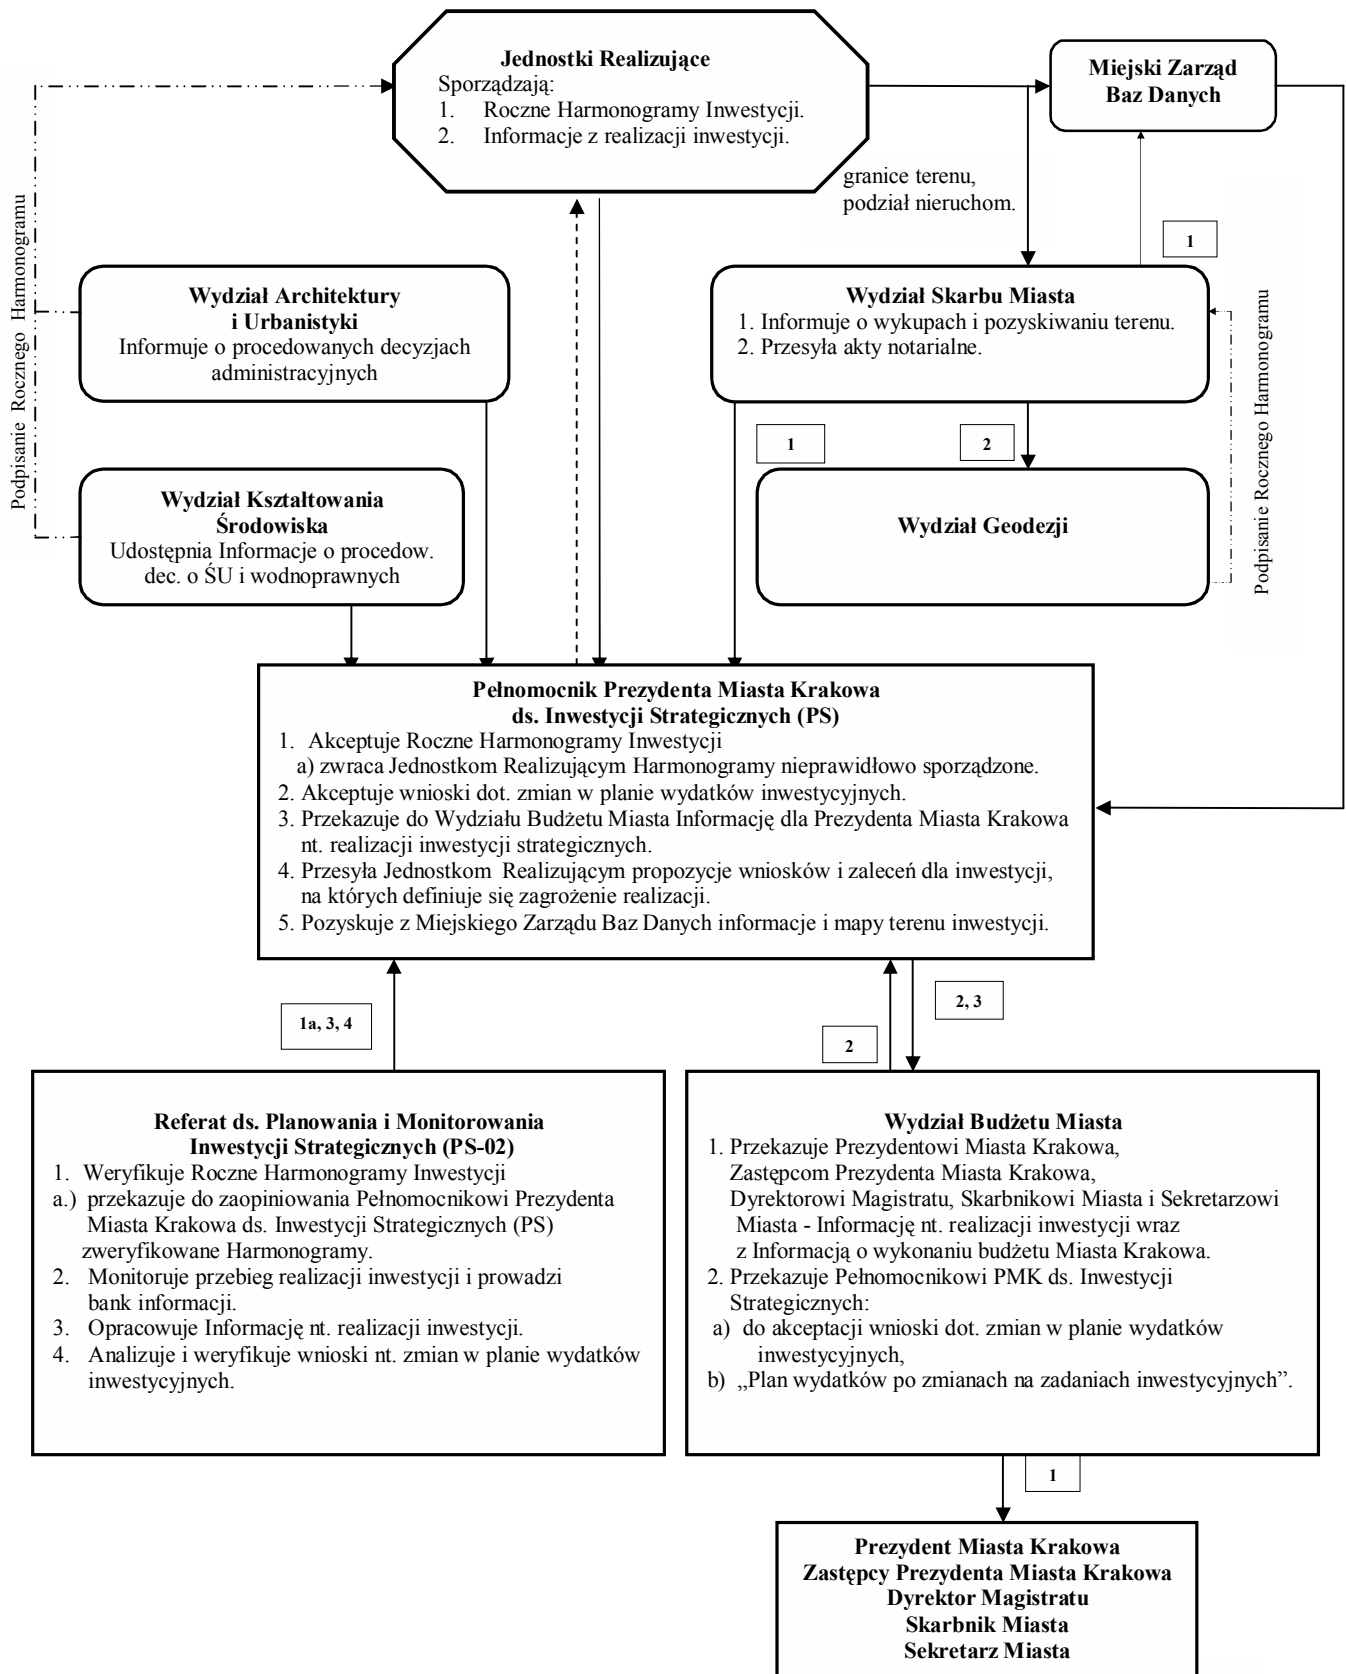 Jednostki Realizujące
Sporządzają:
1. Roczne Harmonogramy Inwestycji.
2. Informacje z realizacji inwestycji.
Miejski Zarząd
Baz Danych
granice terenu,
podział nieruchom.
1
Podpisanie Rocznego Harmonogramu
Wydział Architektury
i Urbanistyki
Informuje o procedowanych decyzjach
administracyjnych
Wydział Skarbu Miasta
1. Informuje o wykupach i pozyskiwaniu terenu.
2. Przesyła akty notarialne.
Podpisanie Rocznego Harmonogramu
1
2
Wydział Kształtowania
Środowiska
Udostępnia Informacje o procedow.
dec. o ŚU i wodnoprawnych
Wydział Geodezji
Pełnomocnik Prezydenta Miasta Krakowa
ds. Inwestycji Strategicznych (PS)
1. Akceptuje Roczne Harmonogramy Inwestycji
a) zwraca Jednostkom Realizującym Harmonogramy nieprawidłowo sporządzone.
2. Akceptuje wnioski dot. zmian w planie wydatków inwestycyjnych.
3. Przekazuje do Wydziału Budżetu Miasta Informację dla Prezydenta Miasta Krakowa
nt. realizacji inwestycji strategicznych.
4. Przesyła Jednostkom Realizującym propozycje wniosków i zaleceń dla inwestycji,
na których definiuje się zagrożenie realizacji.
5. Pozyskuje z Miejskiego Zarządu Baz Danych informacje i mapy terenu inwestycji.
1a, 3, 4
2
2, 3
Referat ds. Planowania i Monitorowania
Inwestycji Strategicznych (PS-02)
1. Weryfikuje Roczne Harmonogramy Inwestycji
a.) przekazuje do zaopiniowania Pełnomocnikowi Prezydenta
Miasta Krakowa ds. Inwestycji Strategicznych (PS)
zweryfikowane Harmonogramy.
2. Monitoruje przebieg realizacji inwestycji i prowadzi
bank informacji.
3. Opracowuje Informację nt. realizacji inwestycji.
4. Analizuje i weryfikuje wnioski nt. zmian w planie wydatków
inwestycyjnych.
Wydział Budżetu Miasta
1. Przekazuje Prezydentowi Miasta Krakowa,
Zastępcom Prezydenta Miasta Krakowa,
Dyrektorowi Magistratu, Skarbnikowi Miasta i Sekretarzowi
Miasta - Informację nt. realizacji inwestycji wraz
z Informacją o wykonaniu budżetu Miasta Krakowa.
2. Przekazuje Pełnomocnikowi PMK ds. Inwestycji
Strategicznych:
a) do akceptacji wnioski dot. zmian w planie wydatków
inwestycyjnych,
b) „Plan wydatków po zmianach na zadaniach inwestycyjnych”.
1
Prezydent Miasta Krakowa
Zastępcy Prezydenta Miasta Krakowa
Dyrektor Magistratu
Skarbnik Miasta
Sekretarz Miasta